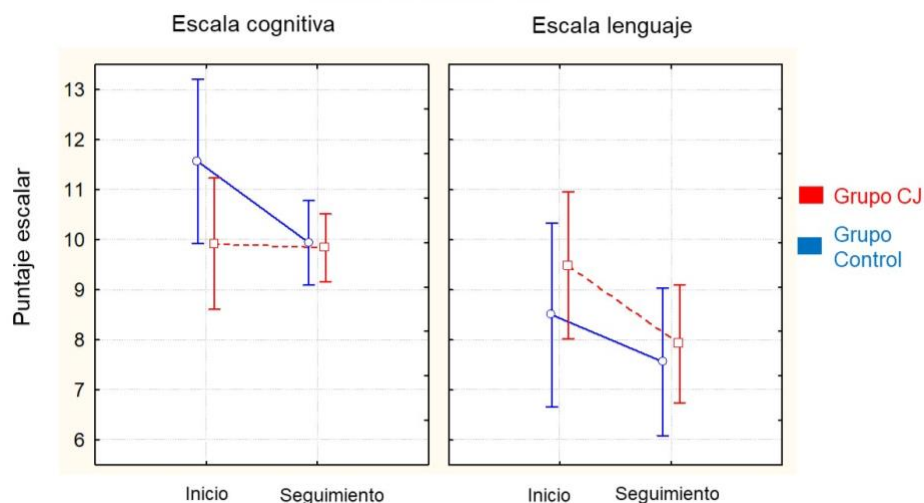 Escala cognitiva
Escala lenguaje
Puntaje escalar
13
12
11
10
9
8
7
6
Inicio
Seguimiento
Inicio
Seguimiento
Grupo CJ
Grupo
Control